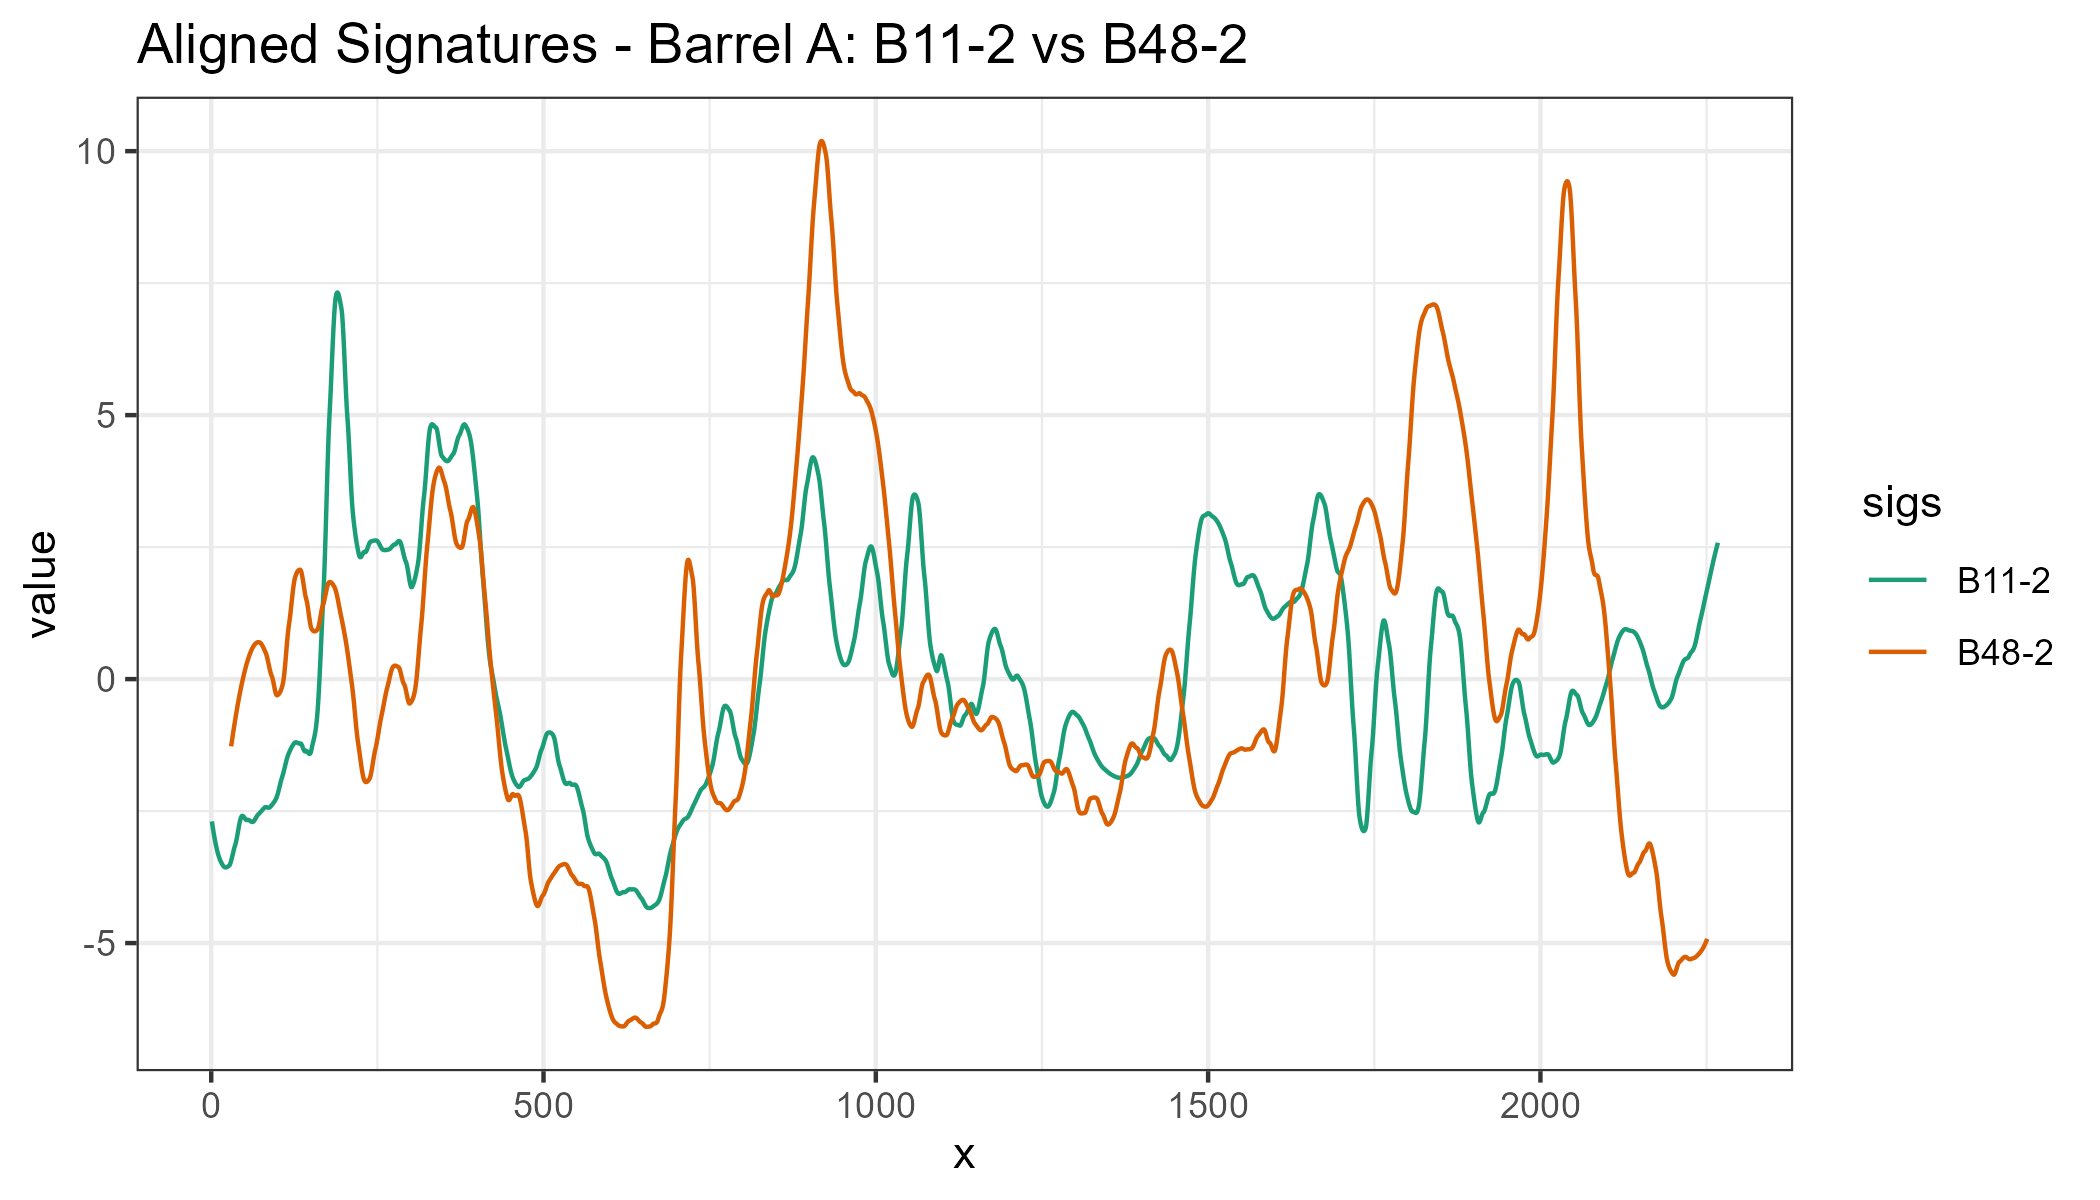 Aligned Signatures - Barrel A: B11-2 vs B48-2
10
5
0
-5
value
0 500 1000 1500 2000
x
sigs
B11-2
B48-2